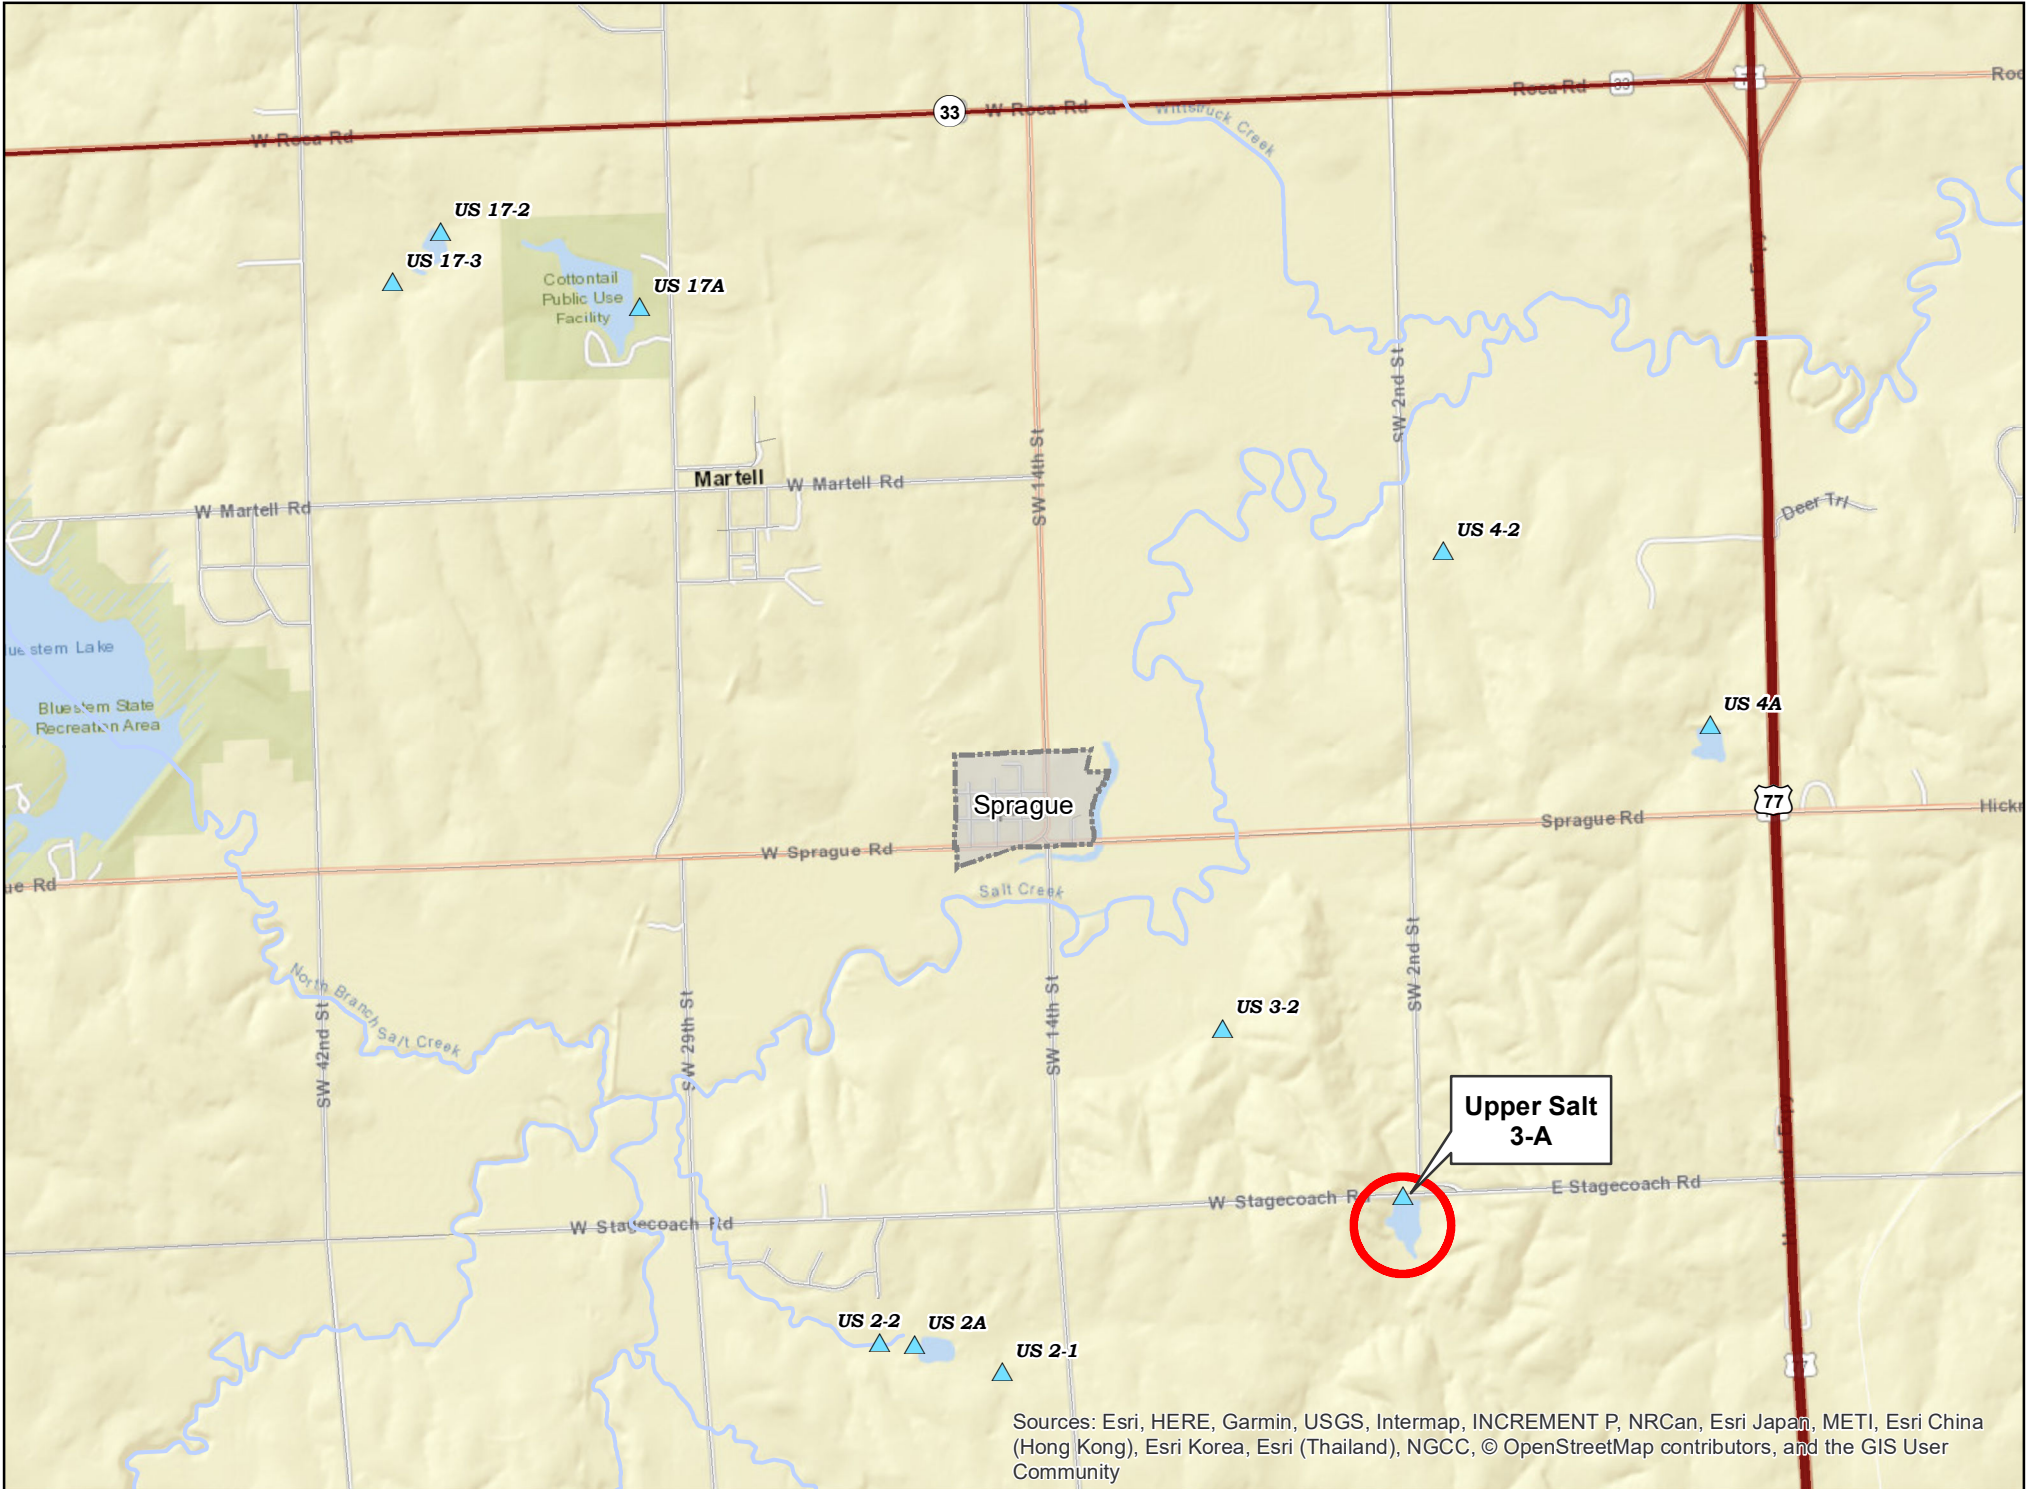 Roca Rd
33
33
W Roca Rd
W Roca Rd
Wittstruck Creek
US 17-2
US 17-3
US 17A
Cottontail
Public Use
Facility
SW 2nd St
SW 14th St
Martell
W Martell Rd
W Martell Rd
Deer Trl
US 4-2
US 4A
Bluestem State
Recreation Area
77
Sprague
Sprague Rd
W Sprague Rd
Salt Creek
SW 2nd St
North Branch Salt Creek
SW 42nd St
SW 29th St
SW 14th St
US 3-2
Upper Salt
3-A
E Stagecoach Rd
W Stagecoach Rd
W Stagecoach Rd
US 2-2
US 2A
US 2-1
Sources: Esri, HERE, Garmin, USGS, Intermap, INCREMENT P, NRCan, Esri Japan, METI, Esri China
(Hong Kong), Esri Korea, Esri (Thailand), NGCC, © OpenStreetMap contributors, and the GIS User
Community